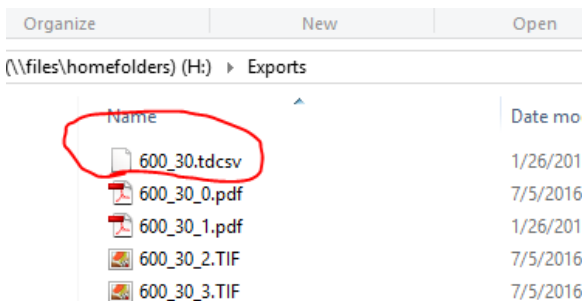 Organize New Open
(\\files\homefolders) (H:) Exports
Name Date mo
600_30.tdcsv 1/26/201
600_30_0.pdf 7/5/2016
600_30_1.pdf 1/26/201
600_30_2.TIF 7/5/2016
600_30_3.TIF 7/5/2016